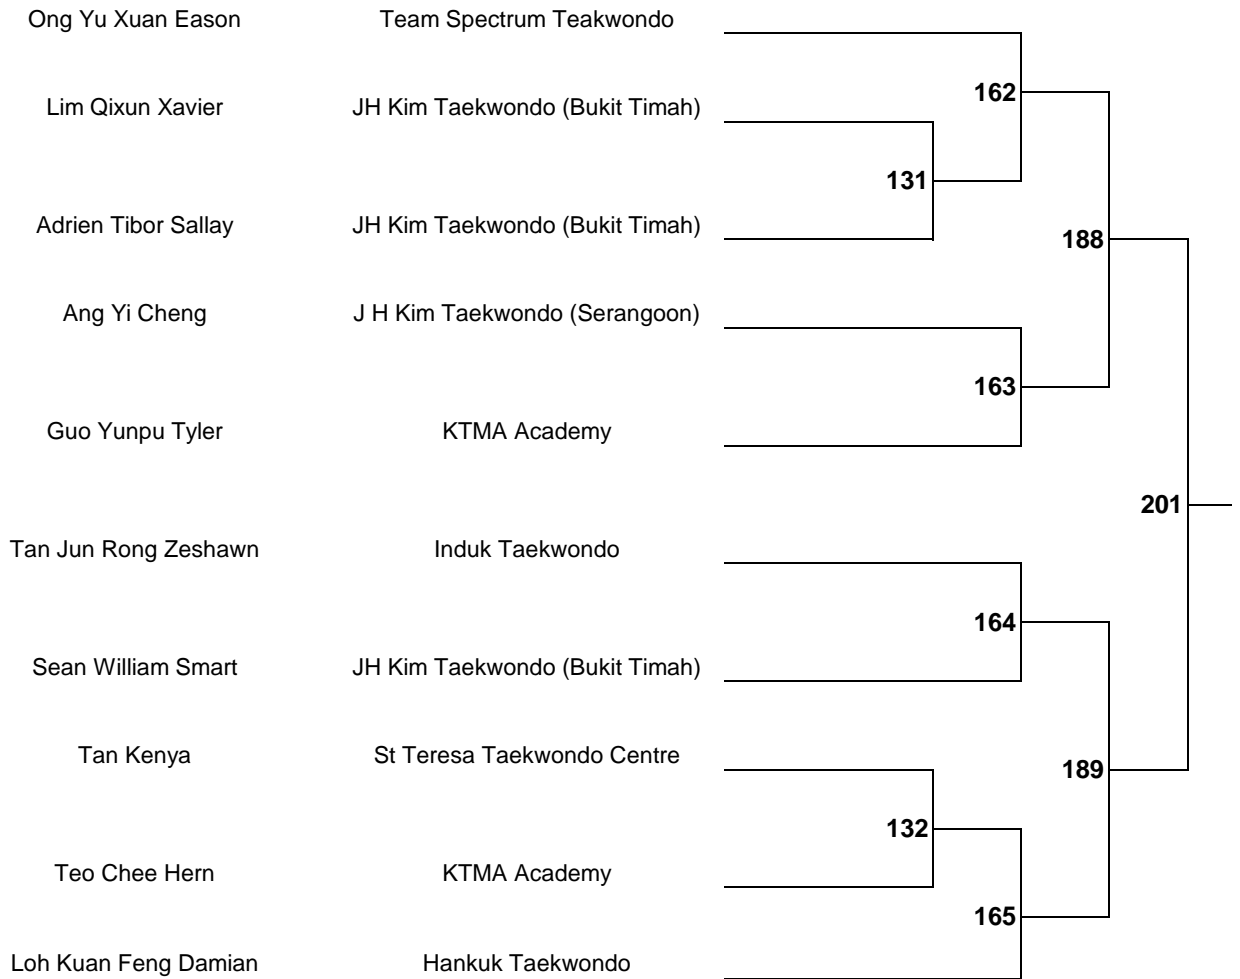 Ong Yu Xuan Eason Team Spectrum Teakwondo
162
Lim Qixun Xavier JH Kim Taekwondo (Bukit Timah)
131
Adrien Tibor Sallay JH Kim Taekwondo (Bukit Timah)
188
Ang Yi Cheng J H Kim Taekwondo (Serangoon)
163
Guo Yunpu Tyler KTMA Academy
201
Tan Jun Rong Zeshawn Induk Taekwondo
164
Sean William Smart JH Kim Taekwondo (Bukit Timah)
Tan Kenya St Teresa Taekwondo Centre
189
132
Teo Chee Hern KTMA Academy
165
Loh Kuan Feng Damian Hankuk Taekwondo